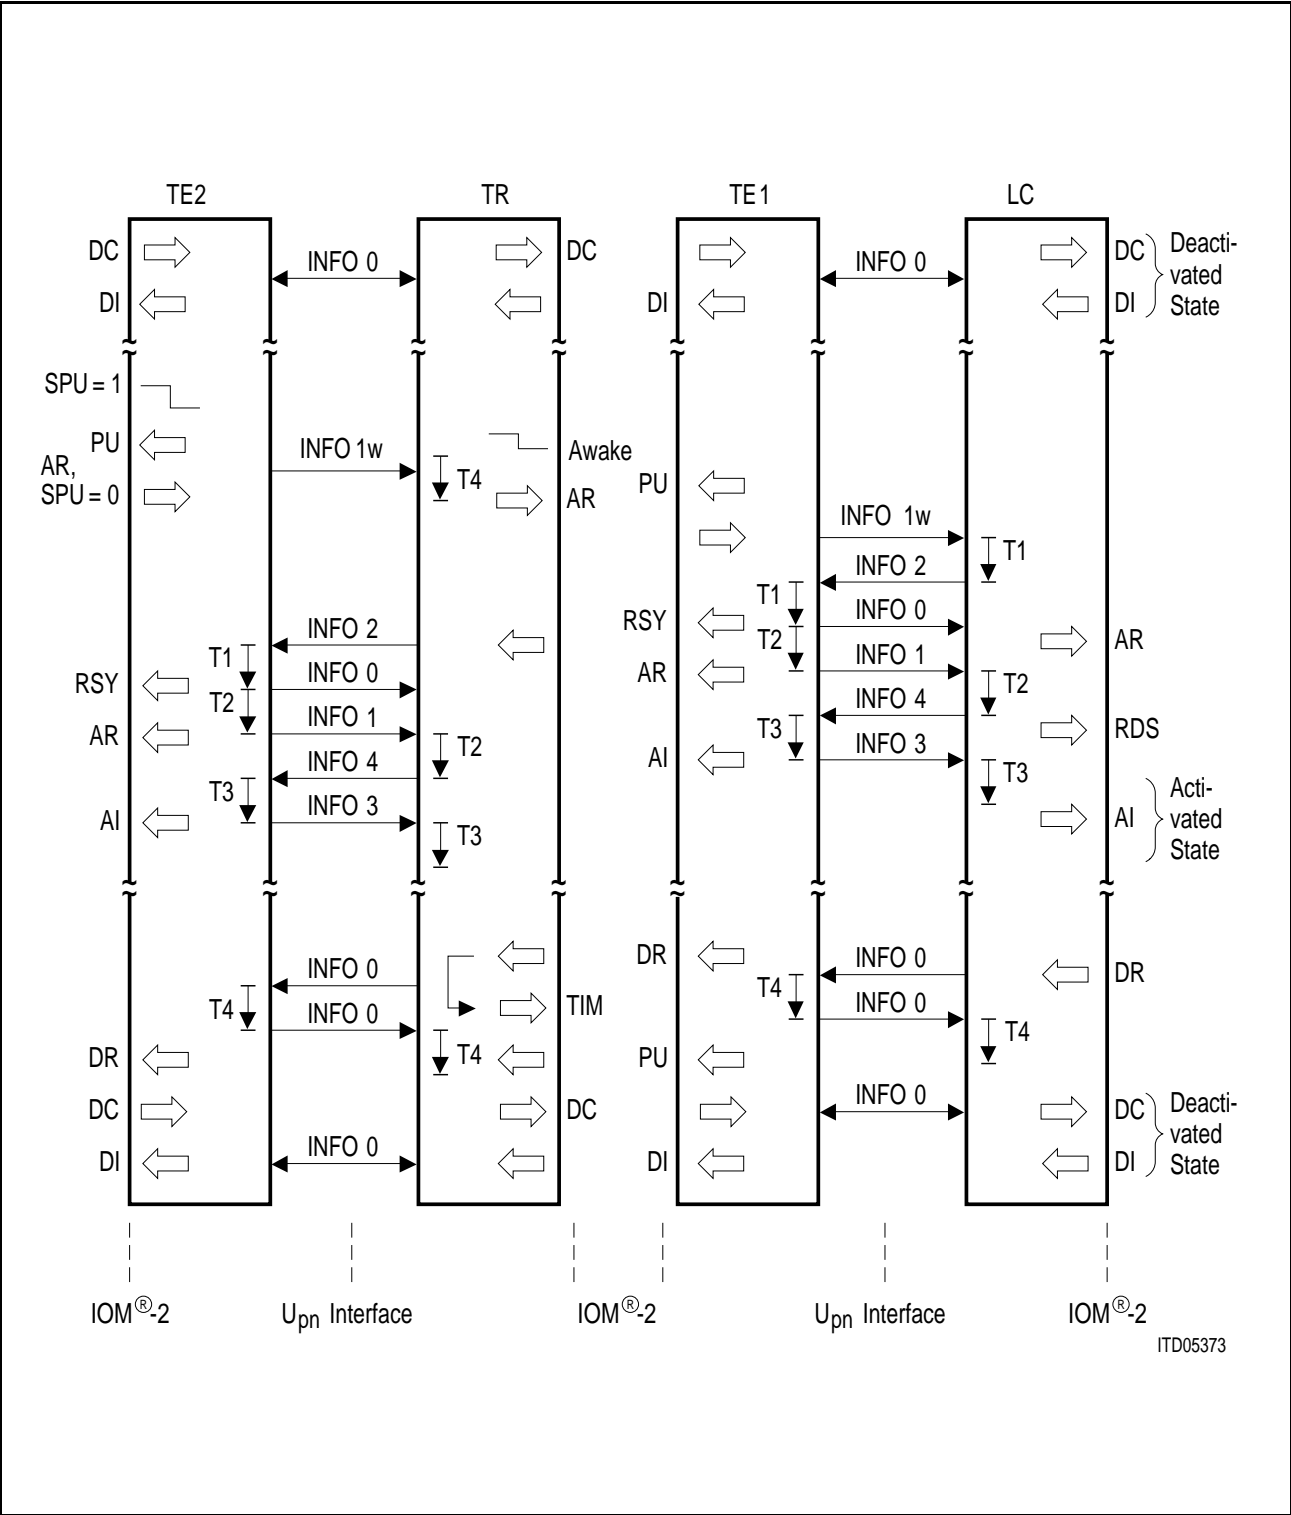 TE2 TR TE1 LC
DC INFO 0 DC INFO 0 DC Deacti-
vated
DI DI DI State
SPU = 1
PU INFO 1w Awake
AR, T4 PU
SPU = 0 AR
INFO 1w
T1
INFO 2
T1
RSY INFO 0
INFO 2 T2 AR
T1 INFO 1
RSY INFO 0 AR T2
T2 INFO 4
AR INFO 1 T3 RDS
T2 INFO 3
INFO 4 AI T3
T3 Acti-
AI INFO 3 AI vated
T3 State
INFO 0 DR INFO 0 DR
T4 TIM T4
INFO 0 INFO 0
T4 T4
DR PU
DC DC INFO 0 DC Deacti-
vated
DI INFO 0 DI DI State
IOM®-2 Upn Interface IOM®-2 Upn Interface IOM®-2
ITD05373